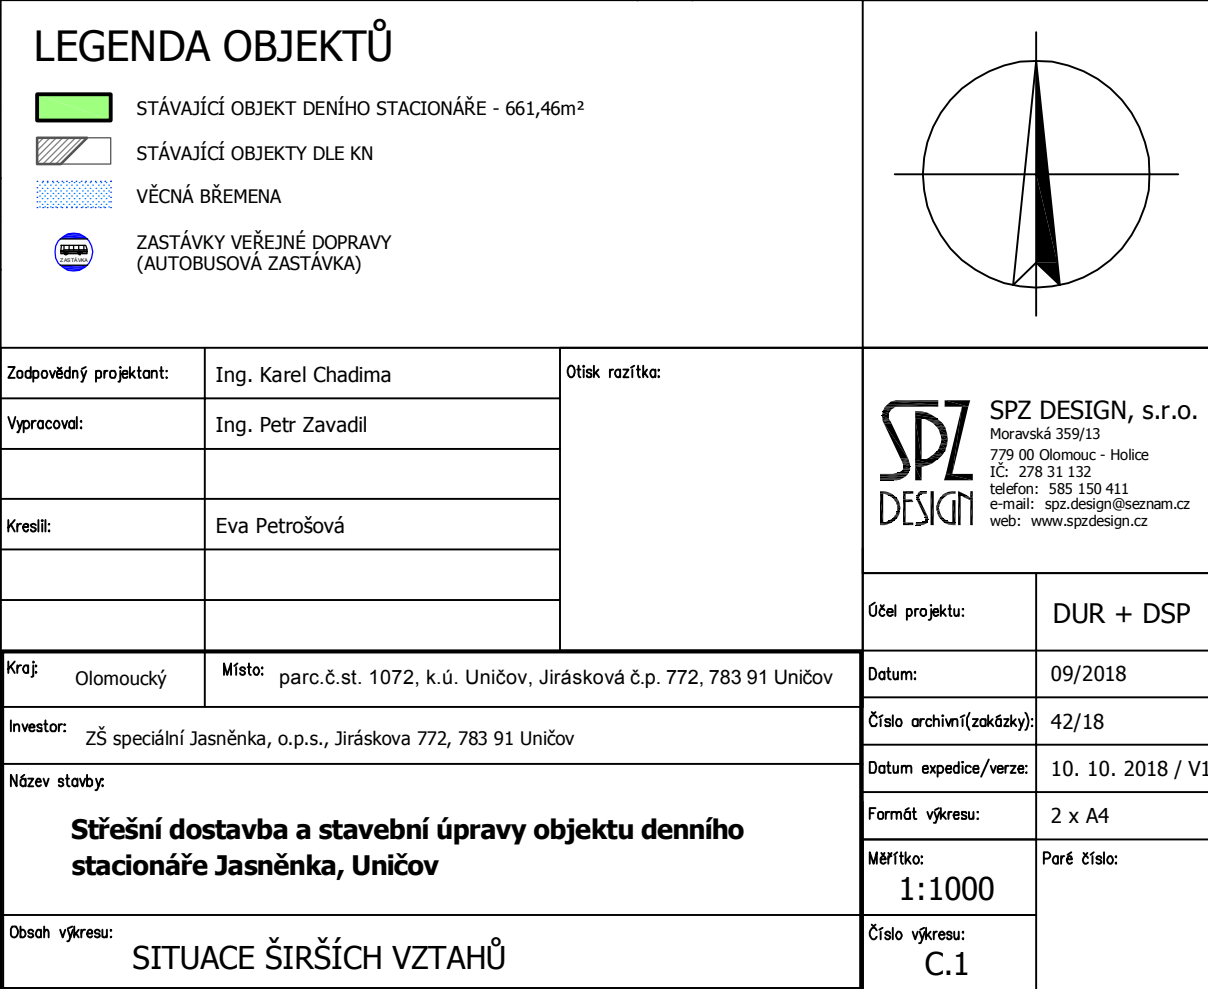 LEGENDA OBJEKTŮ
STÁVAJÍCÍ OBJEKT DENÍHO STACIONÁŘE - 661,46m²
STÁVAJÍCÍ OBJEKTY DLE KN
VĚCNÁ BŘEMENA
ZASTÁVKA
ZASTÁVKY VEŘEJNÉ DOPRAVY
(AUTOBUSOVÁ ZASTÁVKA)
Zodpovědný projektant: Ing. Karel Chadima
Vypracoval: Ing. Petr Zavadil
Kreslil: Eva Petrošová
Otisk razítka:
SPZ
DESIGN
SPZ DESIGN, s.r.o.
Moravská 359/13
779 00 Olomouc - Holice
IČ: 278 31 132
telefon: 585 150 411
e-mail: spz.design@seznam.cz
web: www.spzdesign.cz
Účel projektu: DUR + DSP
Kraj: Olomoucký
Místo: parc.č.st. 1072, k.ú. Uničov, Jirásková č.p. 772, 783 91 Uničov
Datum: 09/2018
Investor: ZŠ speciální Jasněnka, o.p.s., Jiráskova 772, 783 91 Uničov
Číslo archivní(zakázky): 42/18
Název stavby:
Střešní dostavba a stavební úpravy objektu denního
stacionáře Jasněnka, Uničov
Datum expedice/verze: 10. 10. 2018 / V1
Formát výkresu: 2 x A4
Měřítko:
1:1000
Paré číslo:
Obsah výkresu:
SITUACE ŠIRŠÍCH VZTAHŮ
Číslo výkresu:
C.1